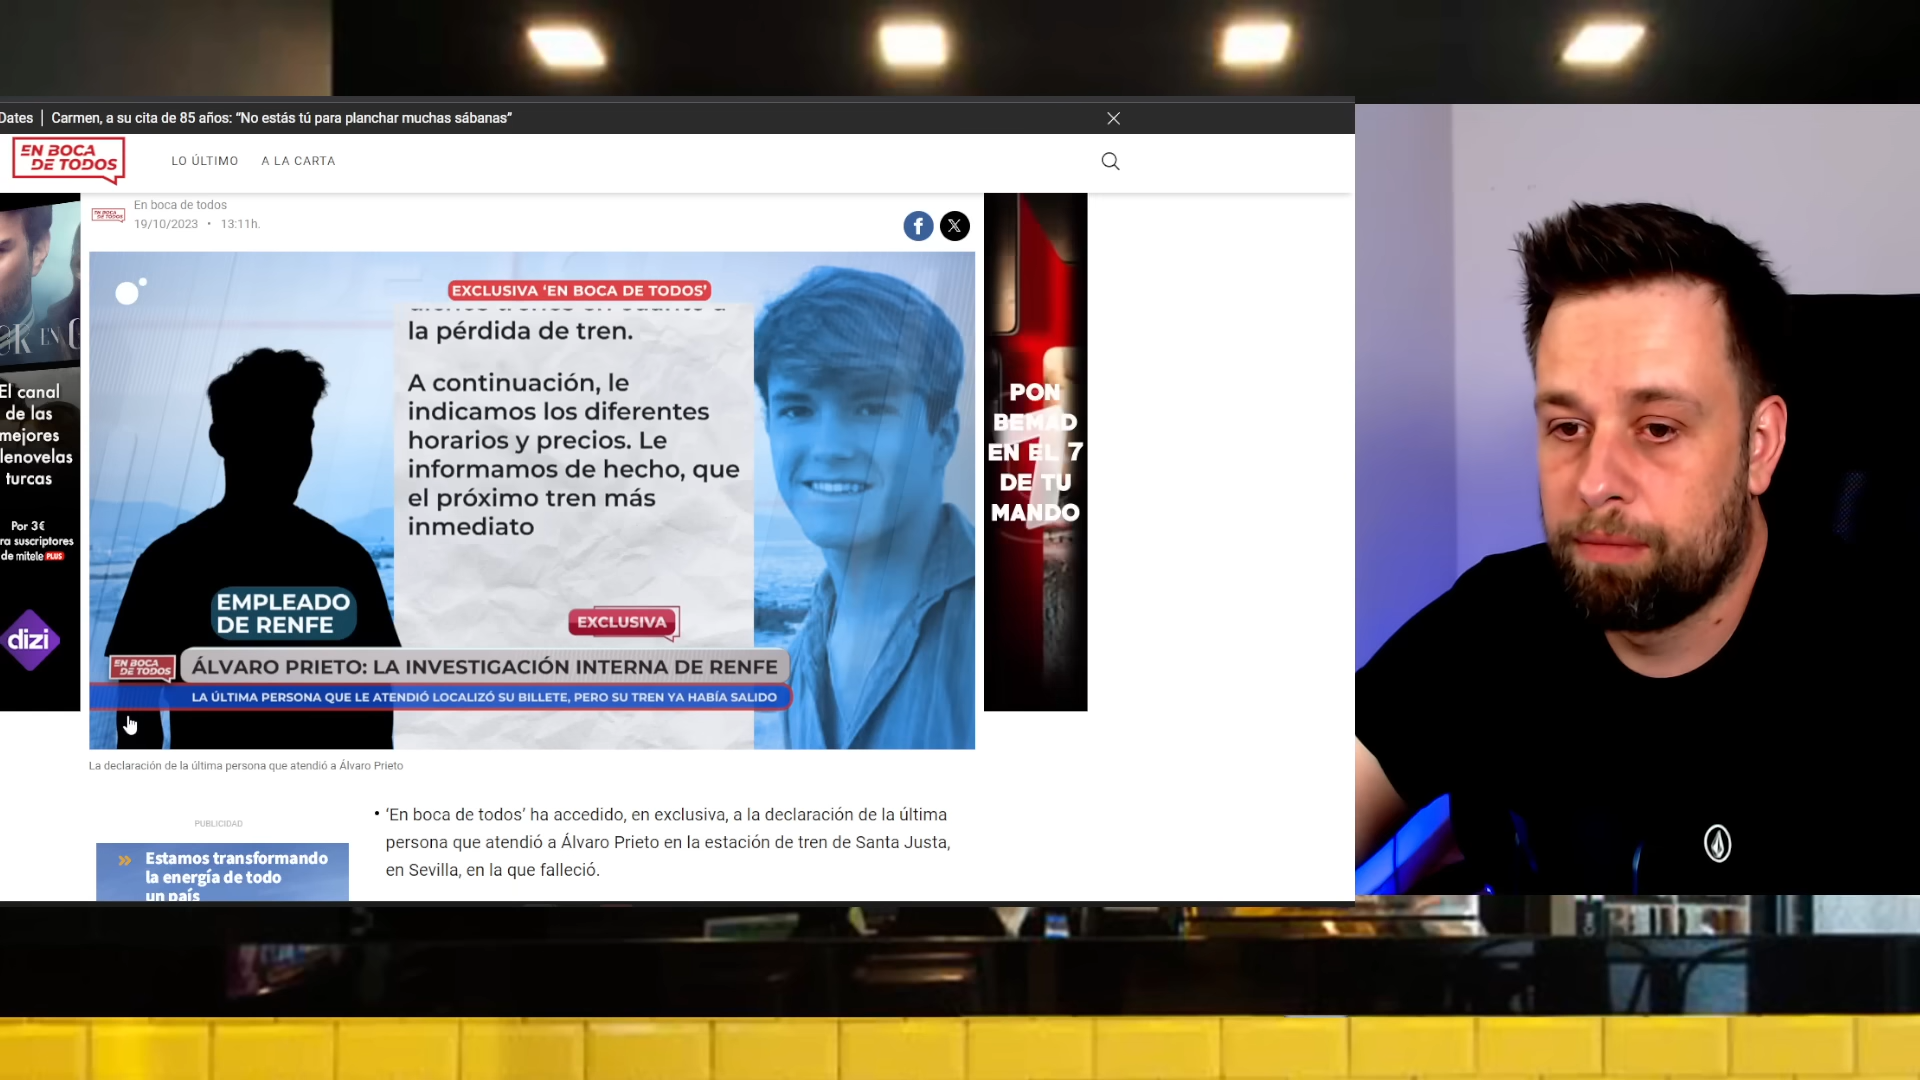 Dates | Carmen, a su cita de 85 años: “No estás tú para planchar muchas sábanas”
EN BOCA
DE TODOS
LO ÚLTIMO
A LA CARTA
En boca de todos
19/10/2023 • 13:11h.
EXCLUSIVA ‘EN BOCA DE TODOS’
la pérdida de tren.
A continuación, le
indicamos los diferentes
horarios y precios. Le
informamos de hecho, que
el próximo tren más
inmediato
EXCLUSIVA
EMPLEADO
DE RENFE
EN BOCA
DE TODOS
ÁLVARO PRIETO: LA INVESTIGACIÓN INTERNA DE RENFE
LA ÚLTIMA PERSONA QUE LE ATENDIÓ LOCALIZÓ SU BILLETE, PERO SU TREN YA HABÍA SALIDO
La declaración de la última persona que atendió a Álvaro Prieto
El canal
de las
mejores
lenovelas
turcas
Por 3€
ra suscriptores
de mitele PLUS
dizi
PON
BEMAD
EN EL 7
DE TU
MANDO
PUBLICIDAD
Estamos transformando
la energía de todo
un país
• ‘En boca de todos’ ha accedido, en exclusiva, a la declaración de la última
persona que atendió a Álvaro Prieto en la estación de tren de Santa Justa,
en Sevilla, en la que falleció.